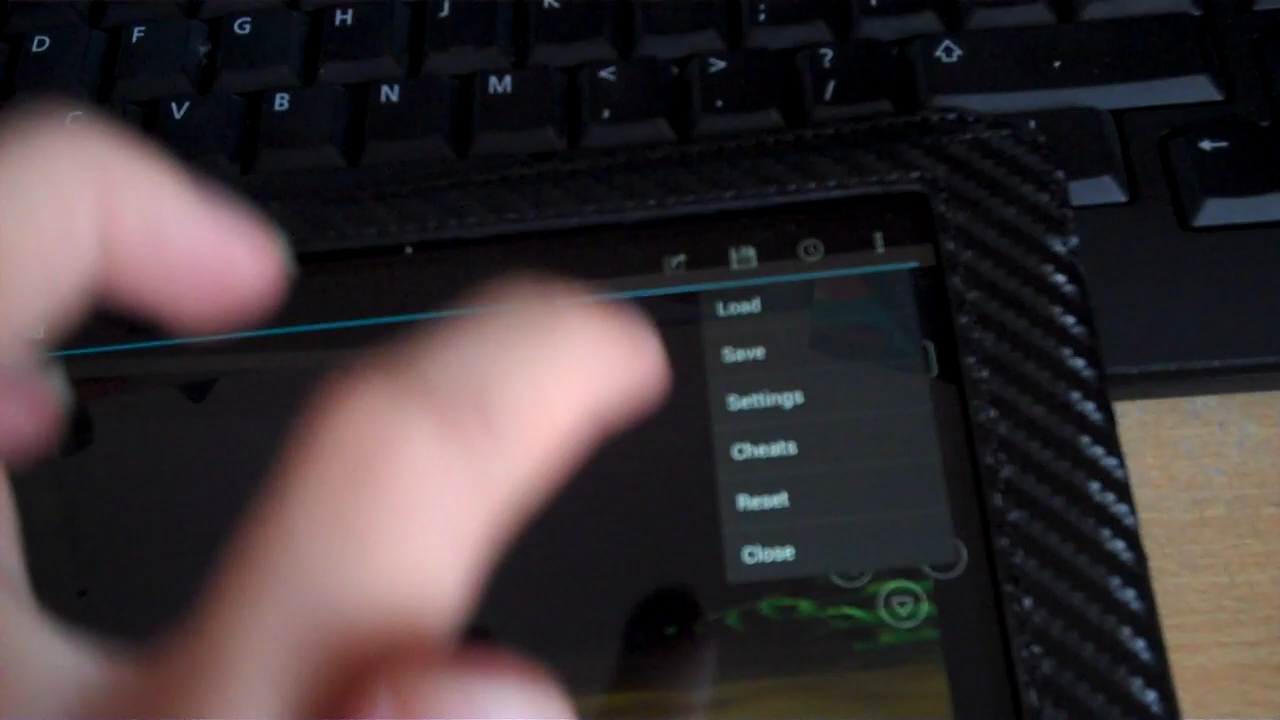 D F G H J K ;
V B N M < , > . ? /
Load
Save
Settings
Cheats
Reset
Close